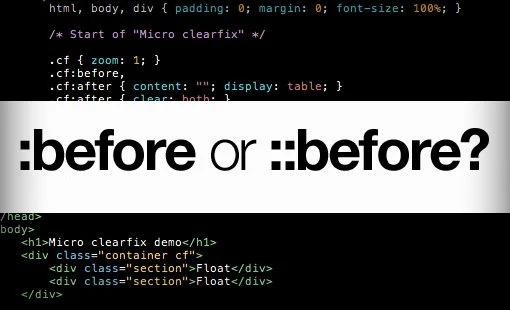 html, body, div { padding: 0; margin: 0; font-size: 100%; }
/* Start of "Micro clearfix" */
.cf { zoom: 1; }
.cf:before,
.cf:after { content: ""; display: table; }
.cf:after { clear: both; }
:before or ::before?
/head>
body>
<h1>Micro clearfix demo</h1>
<div class="container cf">
<div class="section">Float</div>
<div class="section">Float</div>
</div>